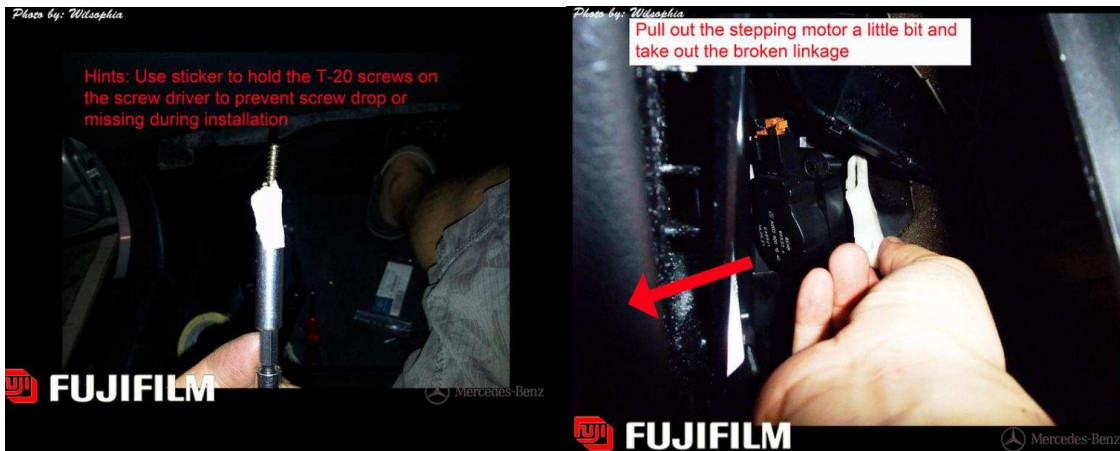 Photo by: Wilsophia
Hints: Use sticker to hold the T-20 screws on
the screw driver to prevent screw drop or
missing during installation
FUJI FUJIFILM
Mercedes-Benz
Photo by: Wilsophia
Pull out the stepping motor a little bit and
take out the broken linkage
FUJI FUJIFILM
Mercedes-Benz